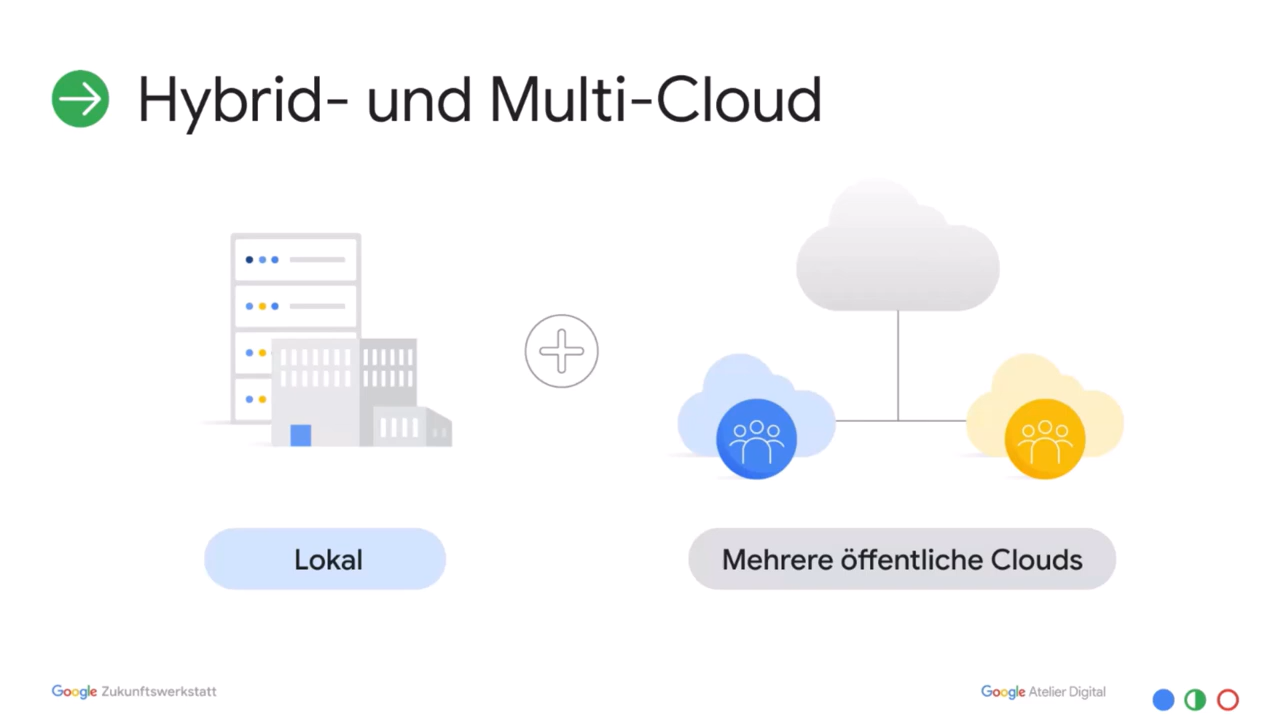 Hybrid- und Multi-Cloud
Lokal
Mehrere öffentliche Clouds
Google Zukunftswerkstatt
Google Atelier Digital